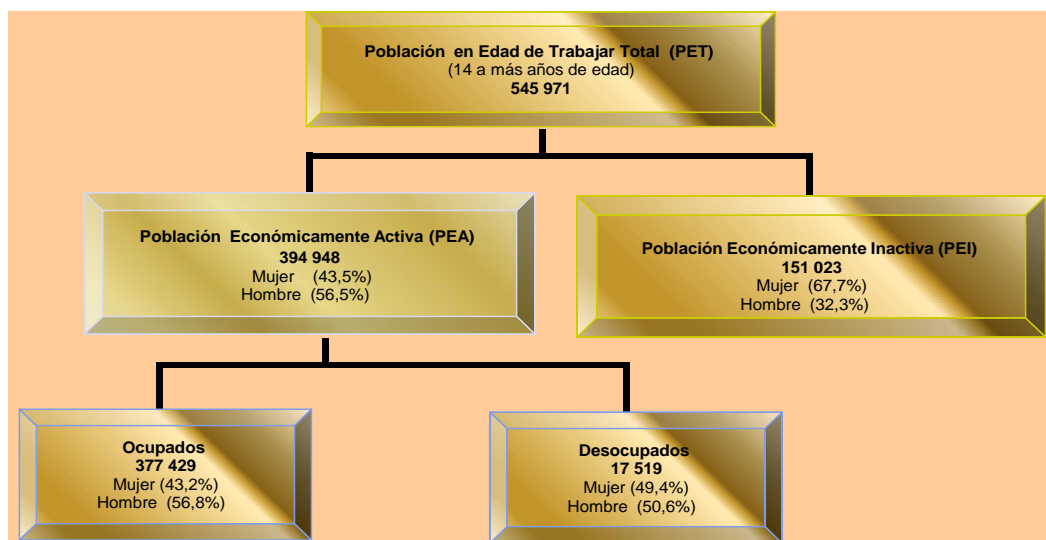 Población en Edad de Trabajar Total (PET)
(14 a más años de edad)
545 971
Población Económicamente Activa (PEA)
394 948
Mujer (43,5%)
Hombre (56,5%)
Población Económicamente Inactiva (PEI)
151 023
Mujer (67,7%)
Hombre (32,3%)
Ocupados
377 429
Mujer (43,2%)
Hombre (56,8%)
Desocupados
17 519
Mujer (49,4%)
Hombre (50,6%)